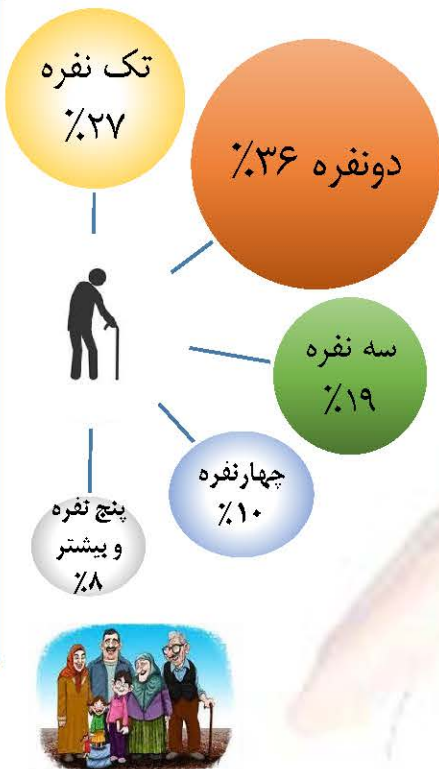 تک نفره
٪۲۷
دونفره ۳۶٪
سه نفره
٪۱۹
چهارنفره
٪۱۰
پنج نفره
و بیشتر
٪۸